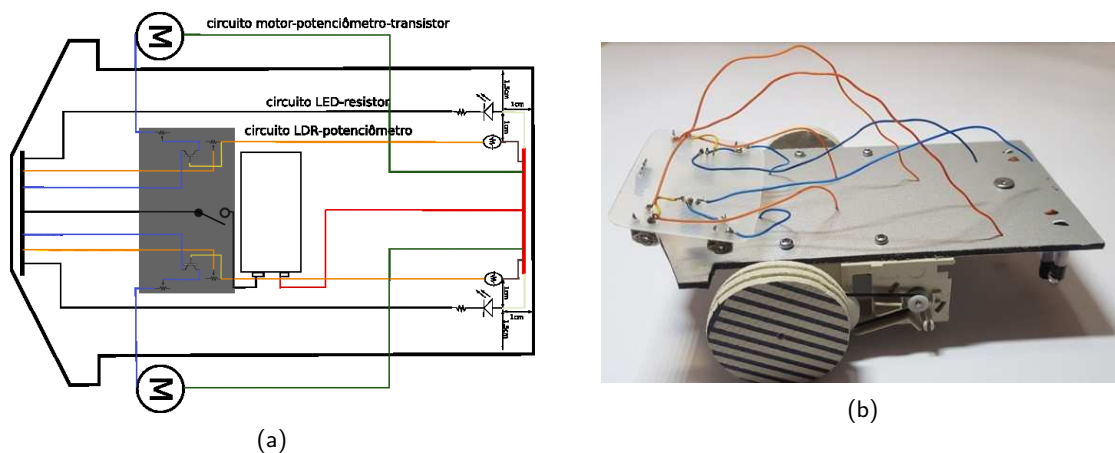 M
circuito motor-potenciômetro-transistor
circuito LED-resistor
1,5cm
1cm
1cm
circuito LDR-potenciômetro
1cm
1cm
1,5cm
M
(a)
(b)